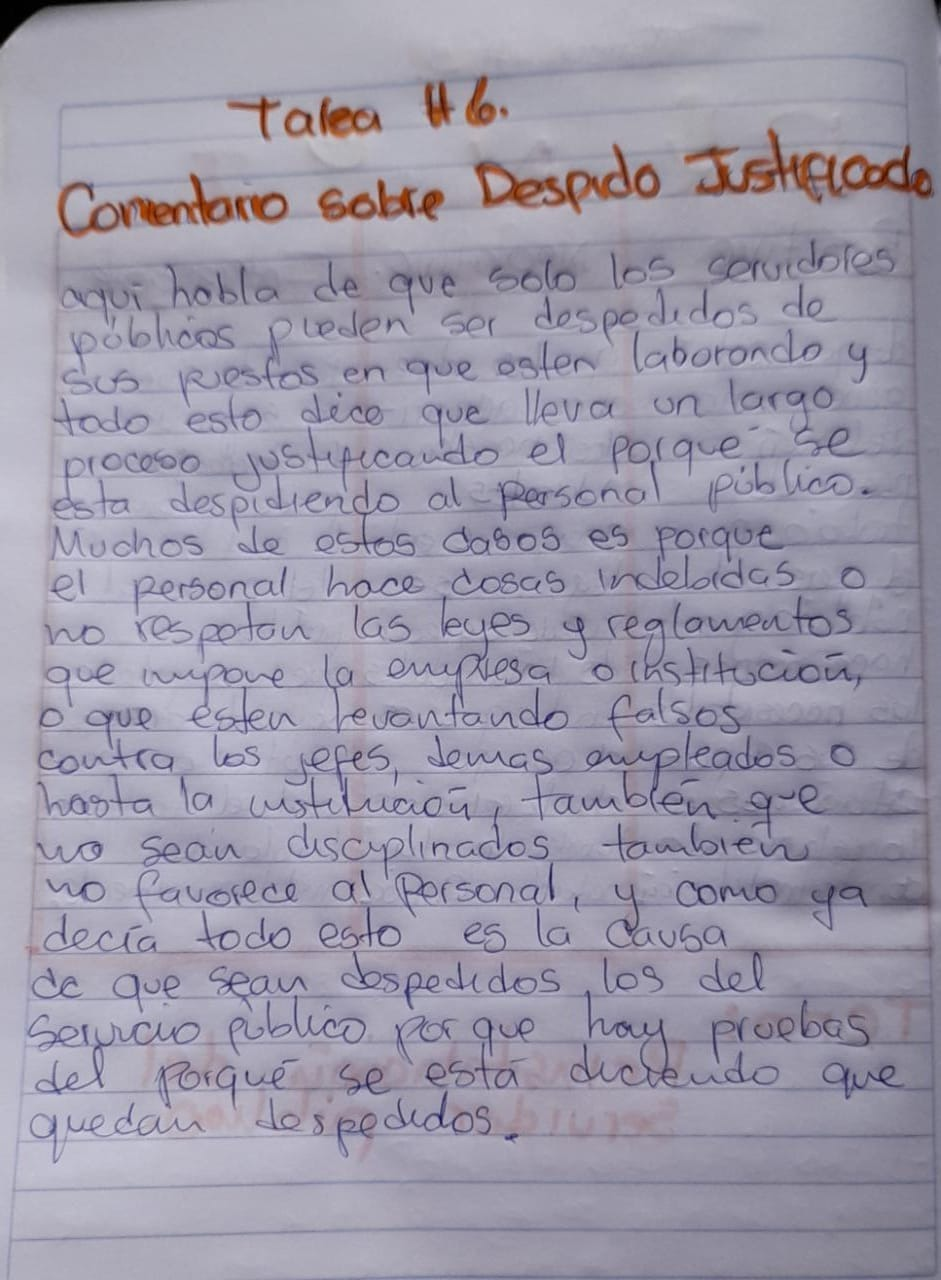 Tarea #6.
Comentario sobre Despido Justificado
aqui habla de que solo los servidores
públicos pueden ser despedidos de
sus puestos en que esten laborando y
todo esto dice que lleva un largo
proceso justificando el porque se
esta despidiendo al personal público.
Muchos de estos casos es porque
el personal hace cosas indebidas o
no respetan las leyes y reglamentos
que impone la empresa o institución,
o que esten levantando falsos
contra los jefes, demas empleados o
hasta la institución, también que
no sean disciplinados también
no favorece al personal, y como ya
decía todo esto es la causa
de que sean despedidos, los del
servicio público por que hay pruebas
del porqué se está diciendo que
quedan despedidos.